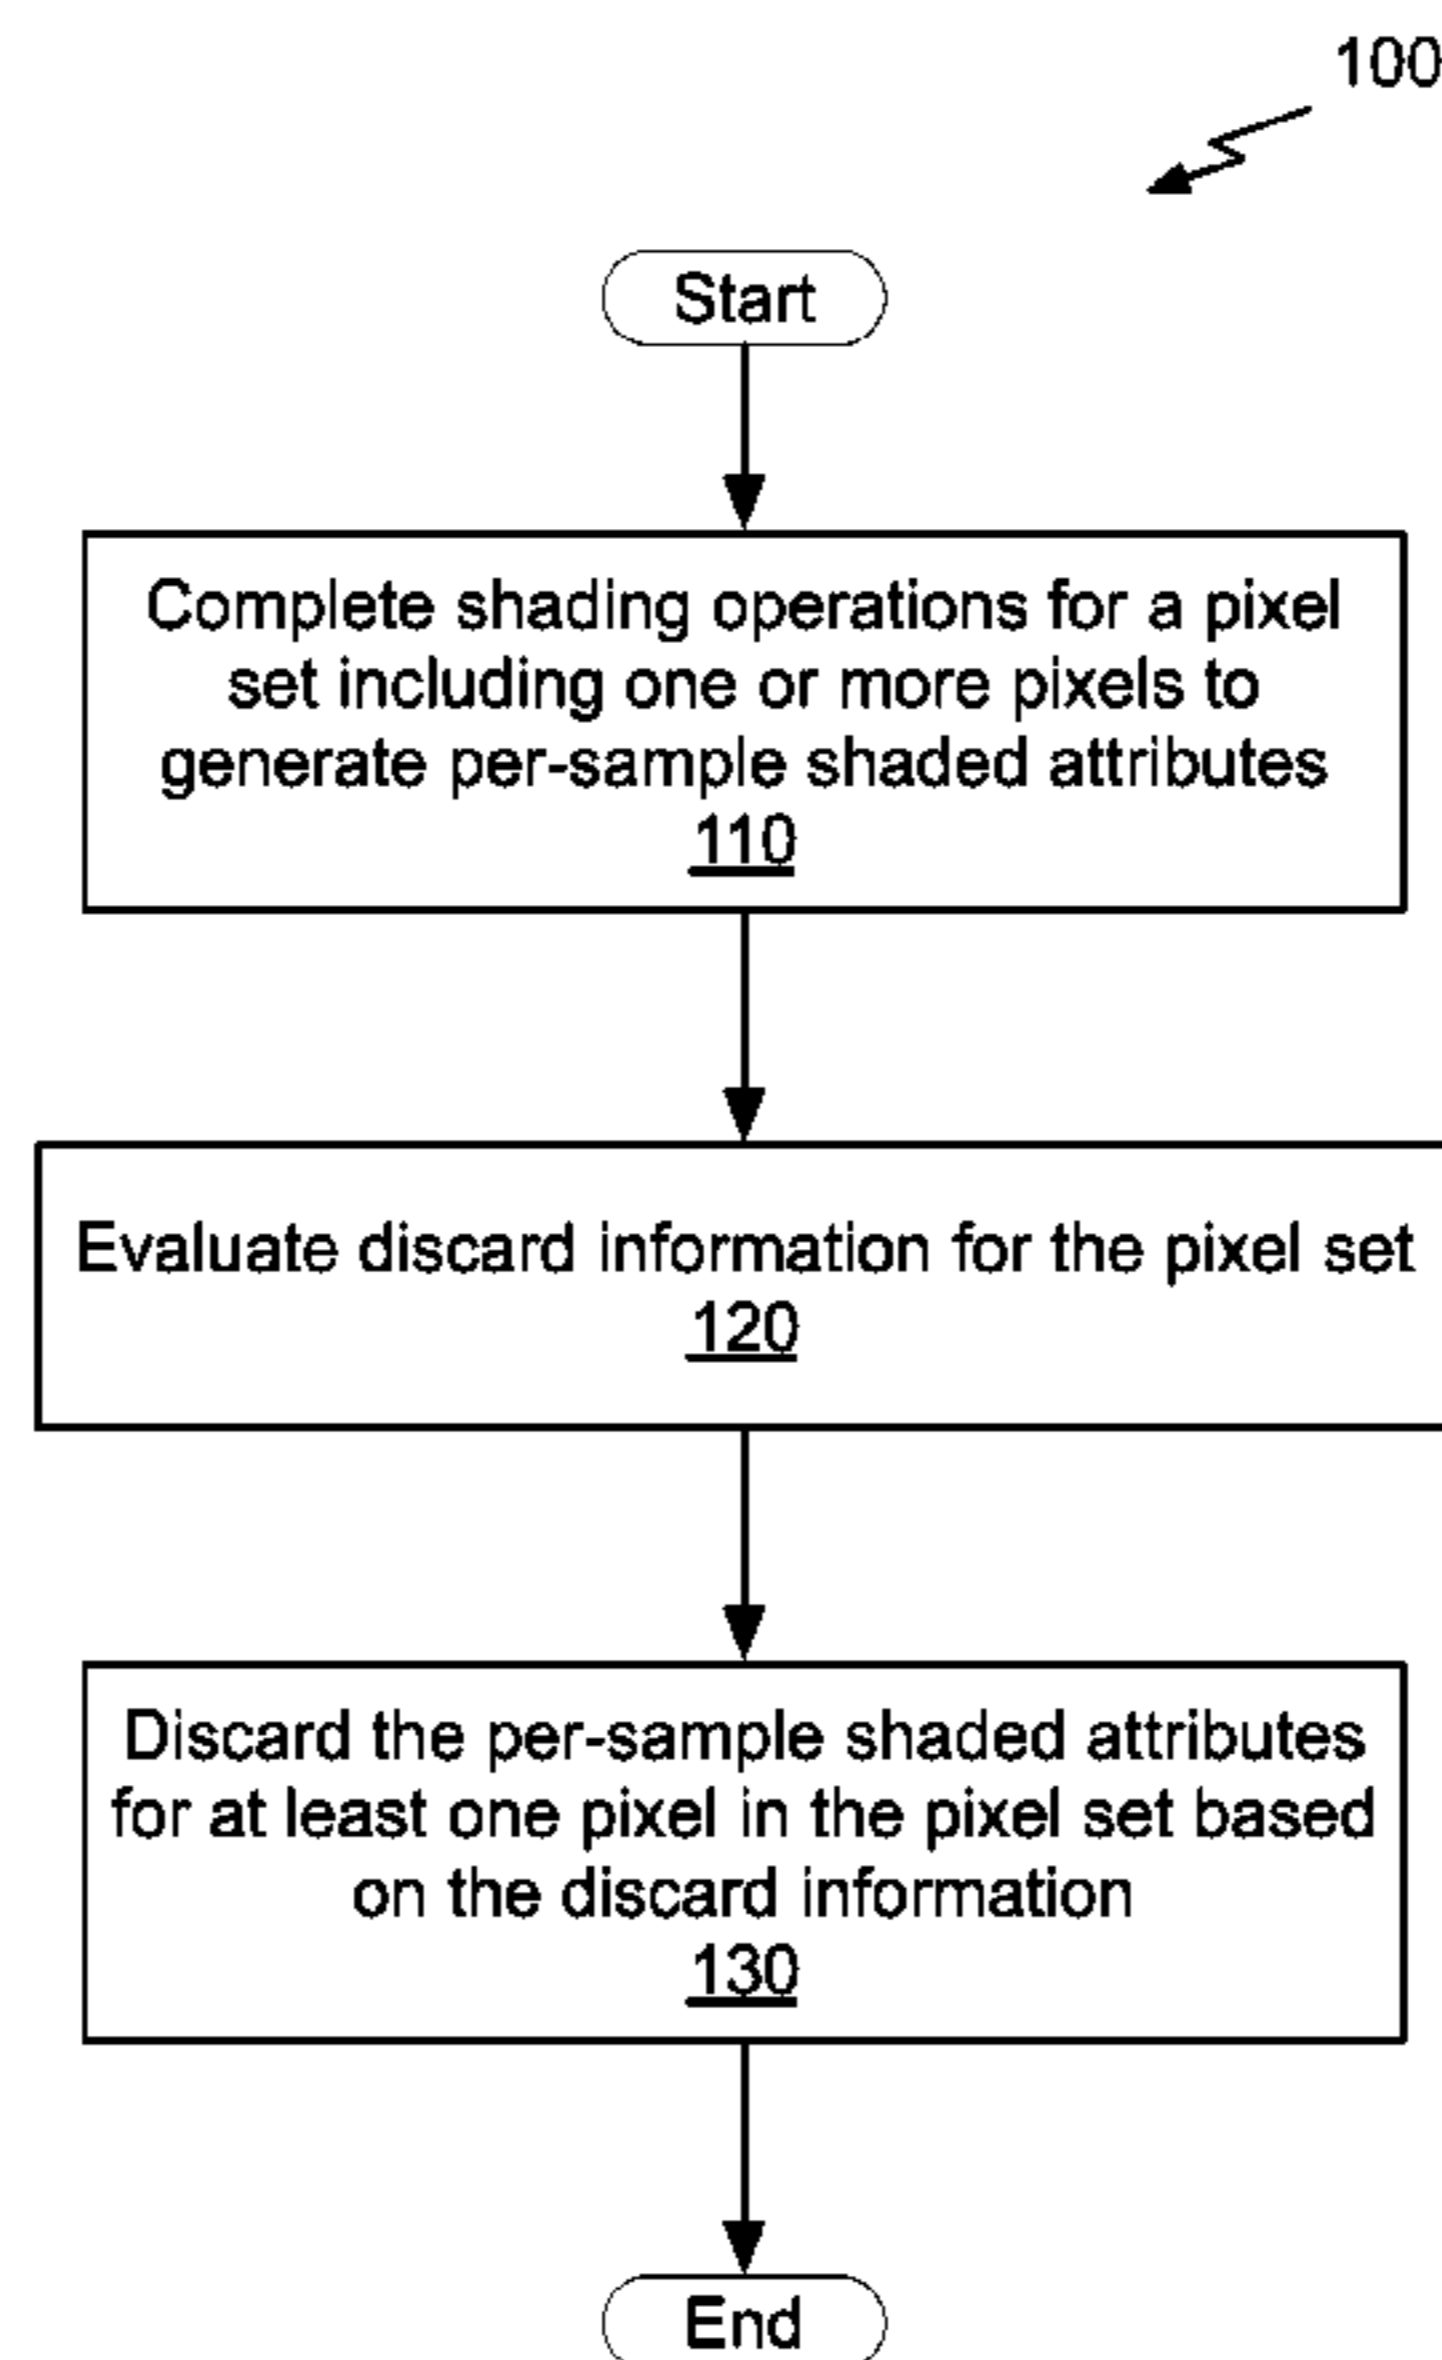 100
Start
Complete shading operations for a pixel
set including one or more pixels to
generate per-sample shaded attributes
110
Evaluate discard information for the pixel set
120
Discard the per-sample shaded attributes
for at least one pixel in the pixel set based
on the discard information
130
End